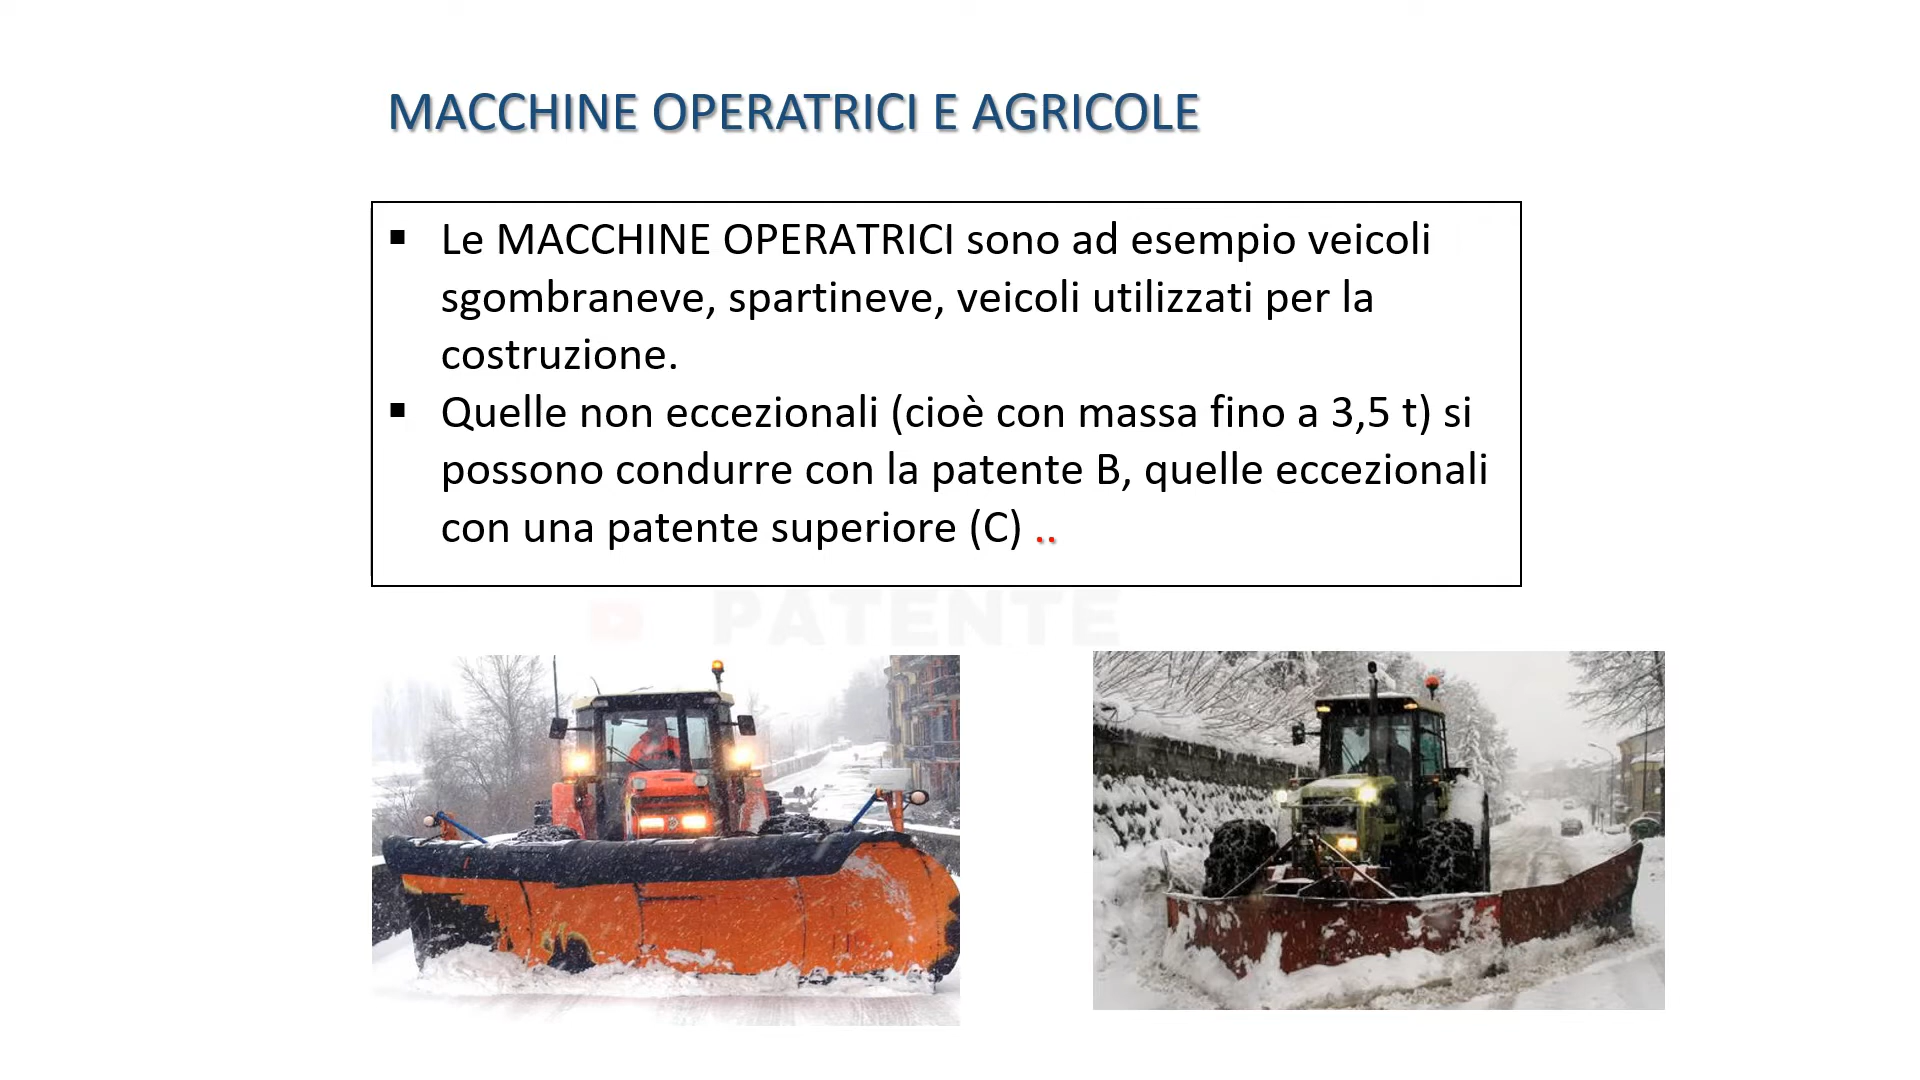 MACCHINE OPERATRICI E AGRICOLE
▪ Le MACCHINE OPERATRICI sono ad esempio veicoli
sgombraneve, spartineve, veicoli utilizzati per la
costruzione.
▪ Quelle non eccezionali (cioè con massa fino a 3,5 t) si
possono condurre con la patente B, quelle eccezionali
con una patente superiore (C) ..
PATENTE